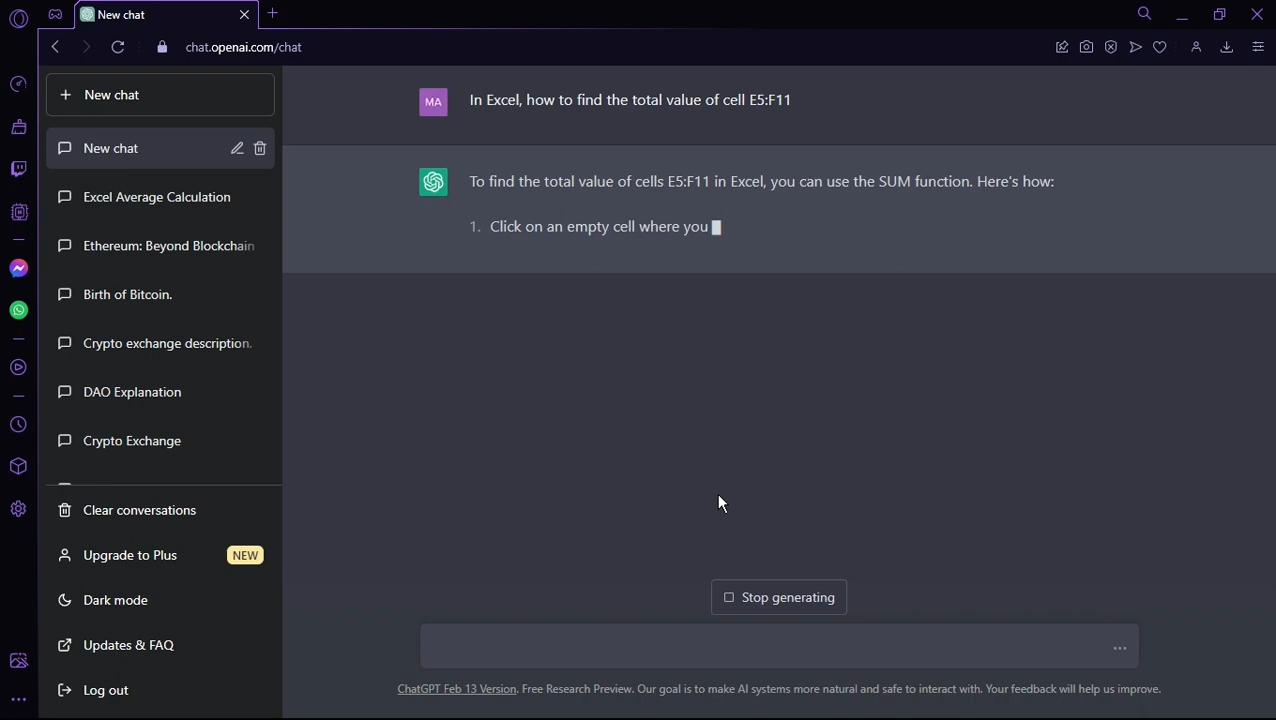 New chat
chat.openai.com/chat
New chat
New chat
Excel Average Calculation
Ethereum: Beyond Blockchain
Birth of Bitcoin.
Crypto exchange description.
DAO Explanation
Crypto Exchange
Clear conversations
Upgrade to Plus NEW
Dark mode
Updates & FAQ
Log out
MA In Excel, how to find the total value of cell E5:F11
To find the total value of cells E5:F11 in Excel, you can use the SUM function. Here's how:
1. Click on an empty cell where you
Stop generating
ChatGPT Feb 13 Version. Free Research Preview. Our goal is to make AI systems more natural and safe to interact with. Your feedback will help us improve.